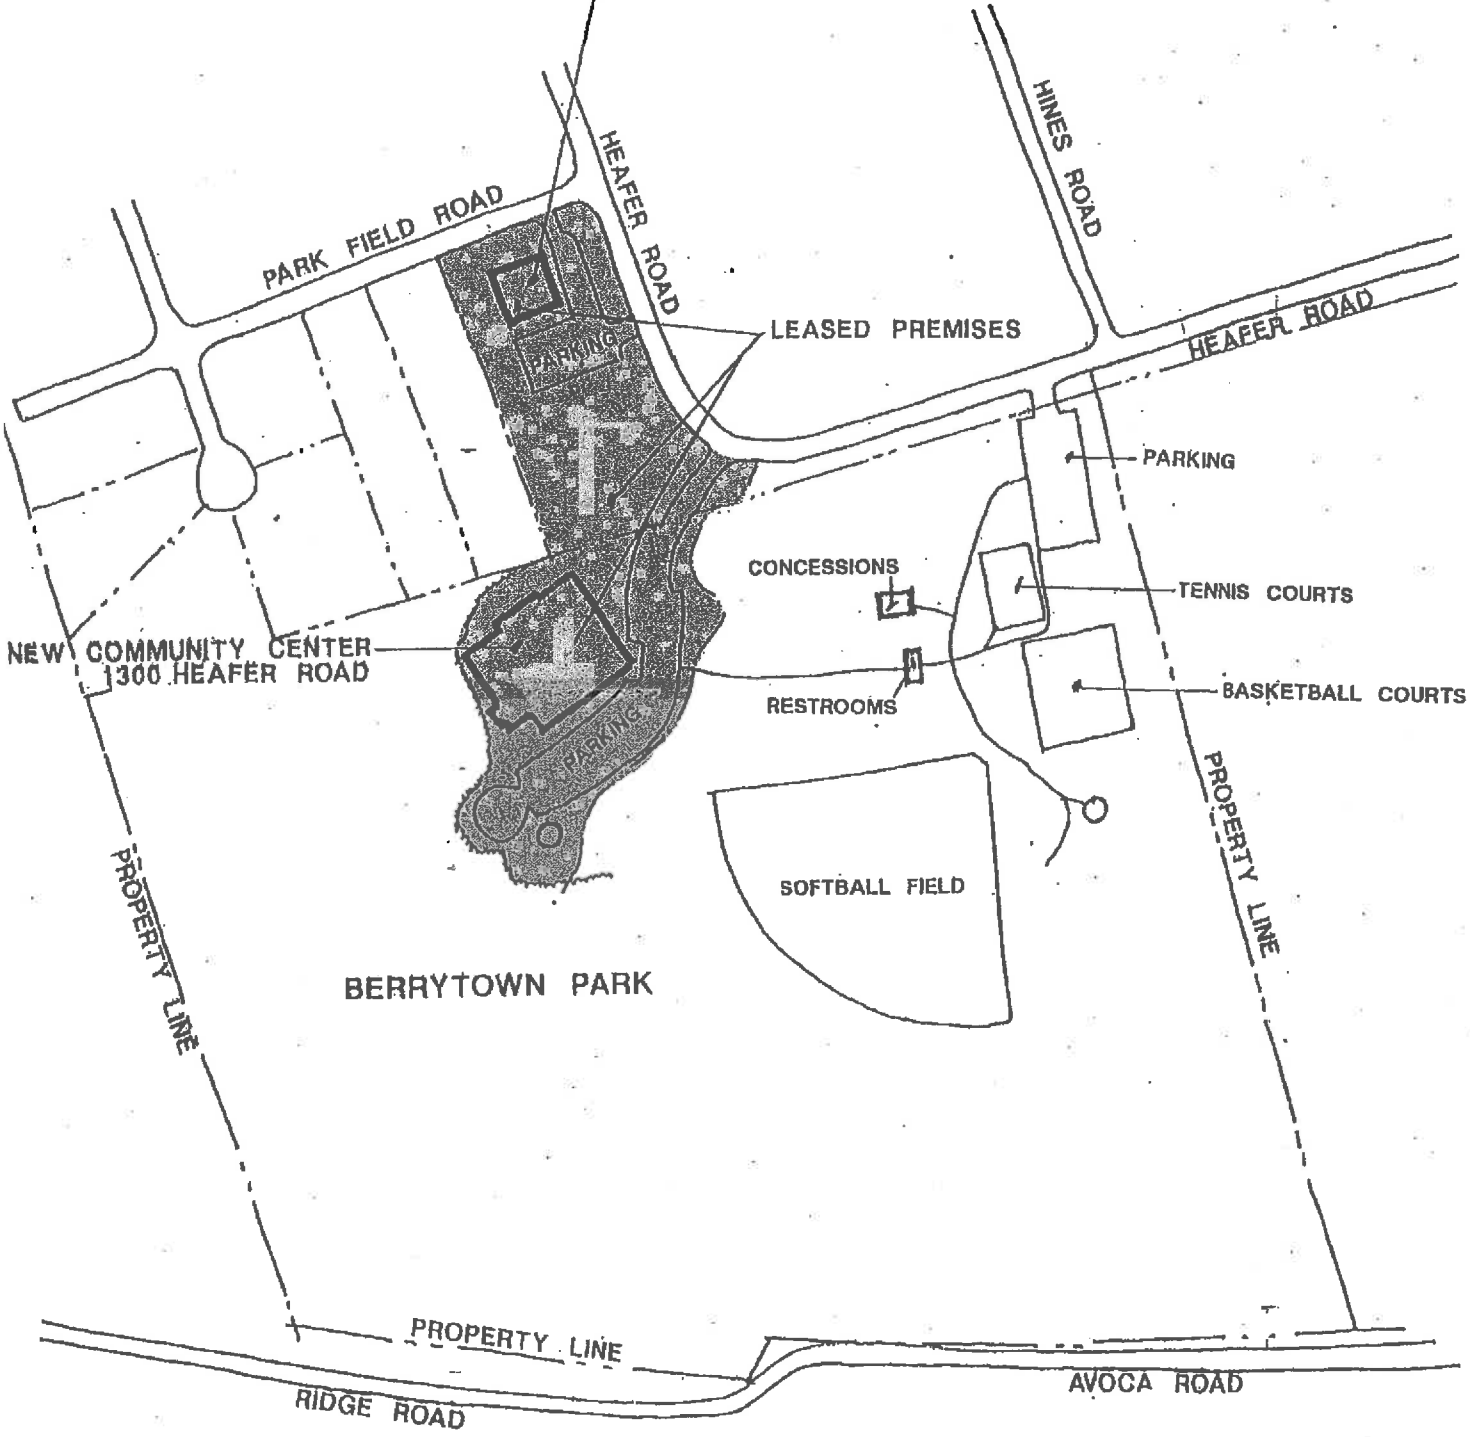 HINES ROAD
HEAFER ROAD
PARK FIELD ROAD
LEASED PREMISES
HEAFER ROAD
PARKING
PARKING
CONCESSIONS
TENNIS COURTS
NEW COMMUNITY CENTER
1300 HEAFER ROAD
BASKETBALL COURTS
RESTROOMS
PARKING
PROPERTY LINE
PROPERTY LINE
SOFTBALL FIELD
BERRYTOWN PARK
PROPERTY LINE
AVOCA ROAD
RIDGE ROAD